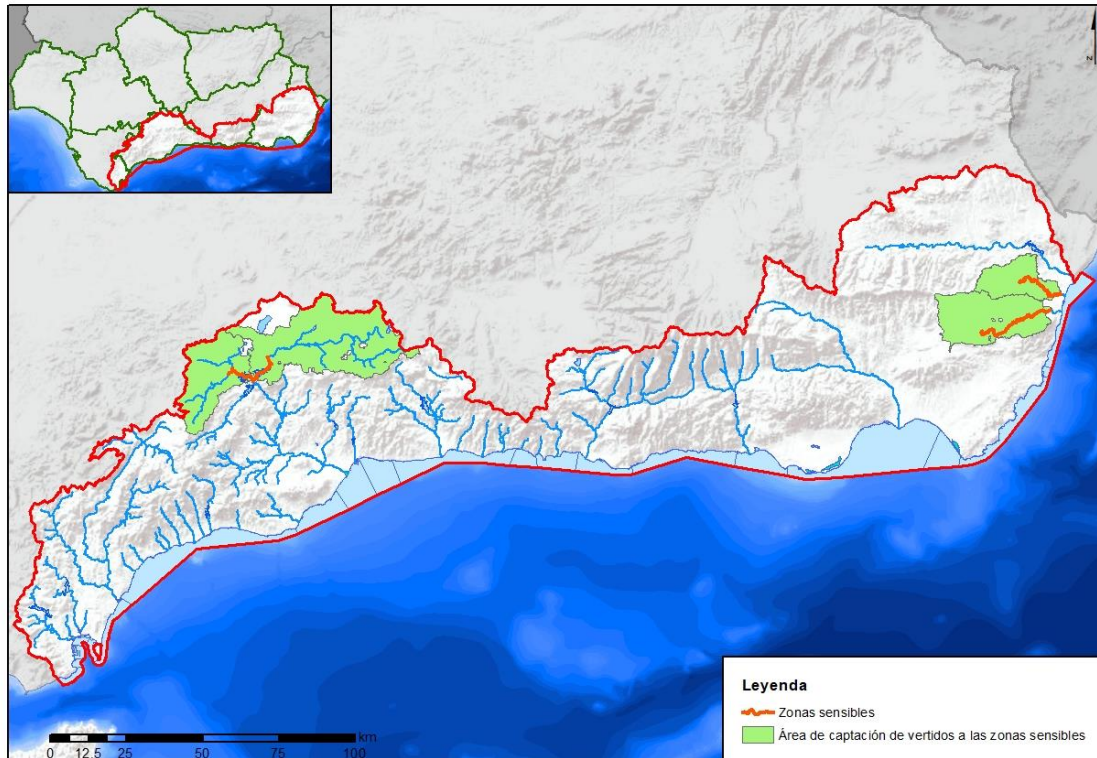 N
Leyenda
Zonas sensibles
Área de captación de vertidos a las zonas sensibles
km
0 12.5 25 50 75 100